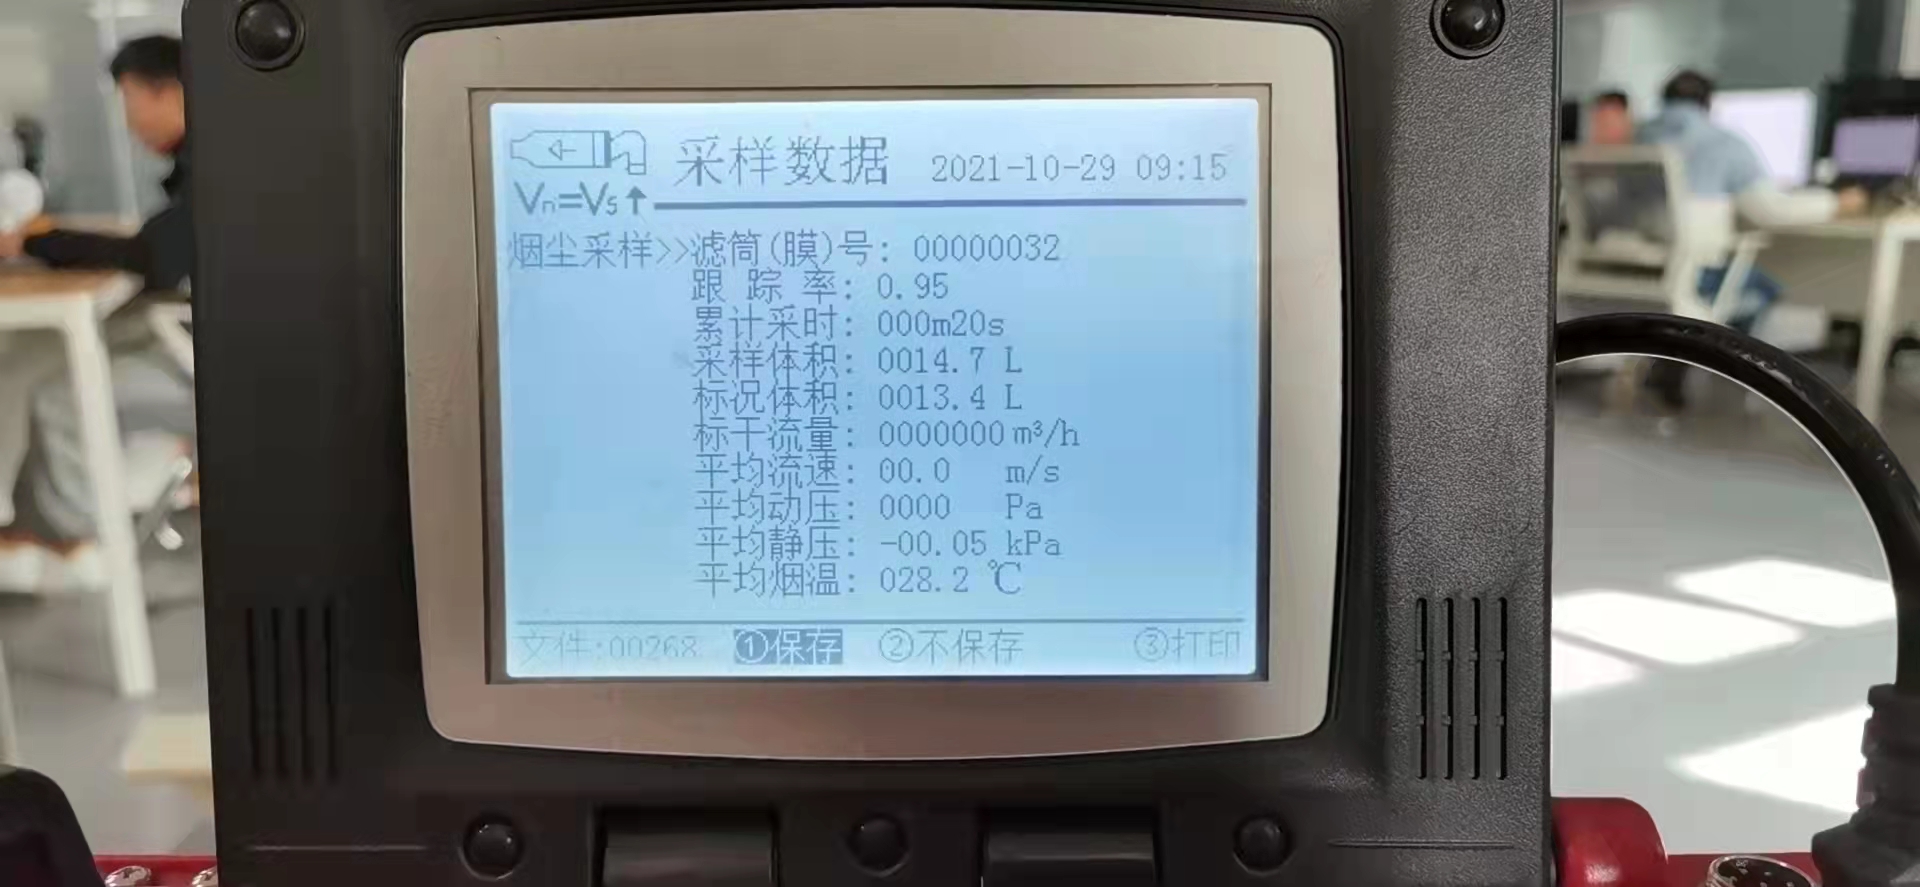 采样数据 2021-10-29 09:15
Vn=Vs↑
烟尘采样>>滤筒(膜)号: 00000032
跟 踪 率: 0.95
累计采时: 000m20s
采样体积: 0014.7 L
标况体积: 0013.4 L
标干流量: 0000000 m³/h
平均流速: 00.0 m/s
平均动压: 0000 Pa
平均静压: -00.05 kPa
平均烟温: 028.2 ℃
文件:00268 ①保存 ②不保存 ③打印